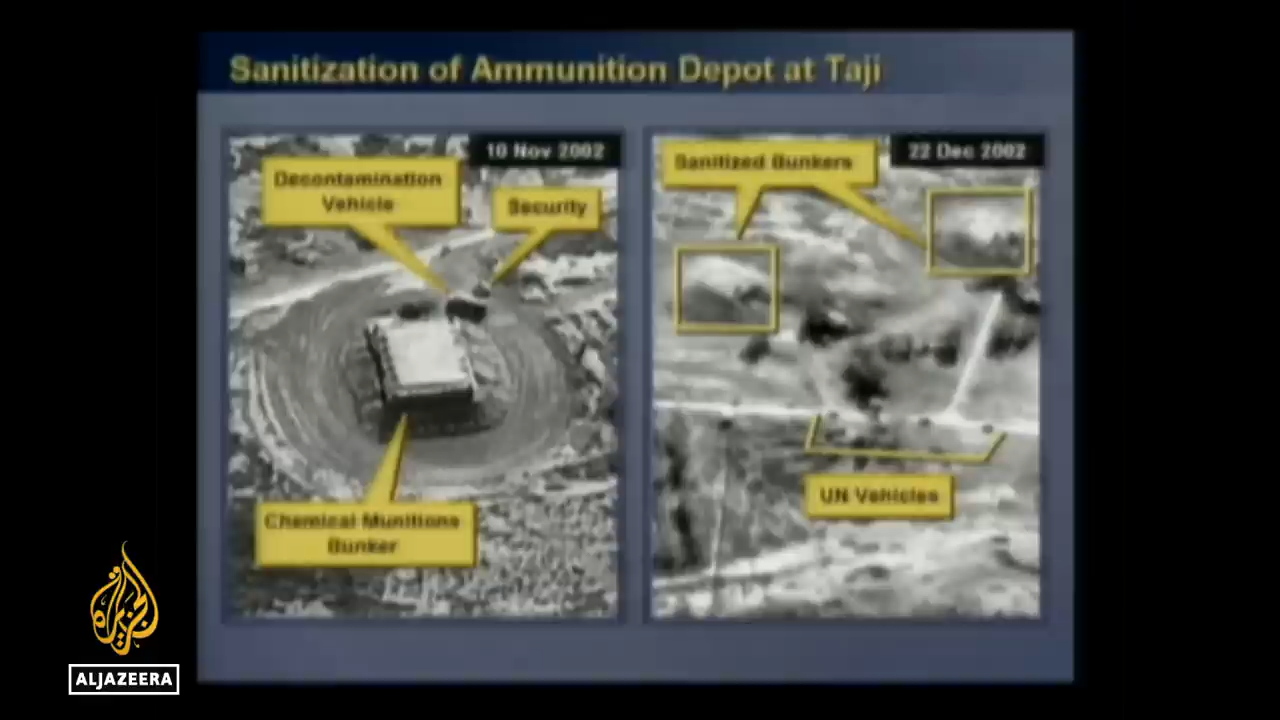 Sanitization of Ammunition Depot at Taji
10 Nov 2002
Decontamination
Vehicle
Security
Chemical Munitions
Bunker
22 Dec 2002
Sanitized Bunkers
UN Vehicles
الجزيرة
ALJAZEERA